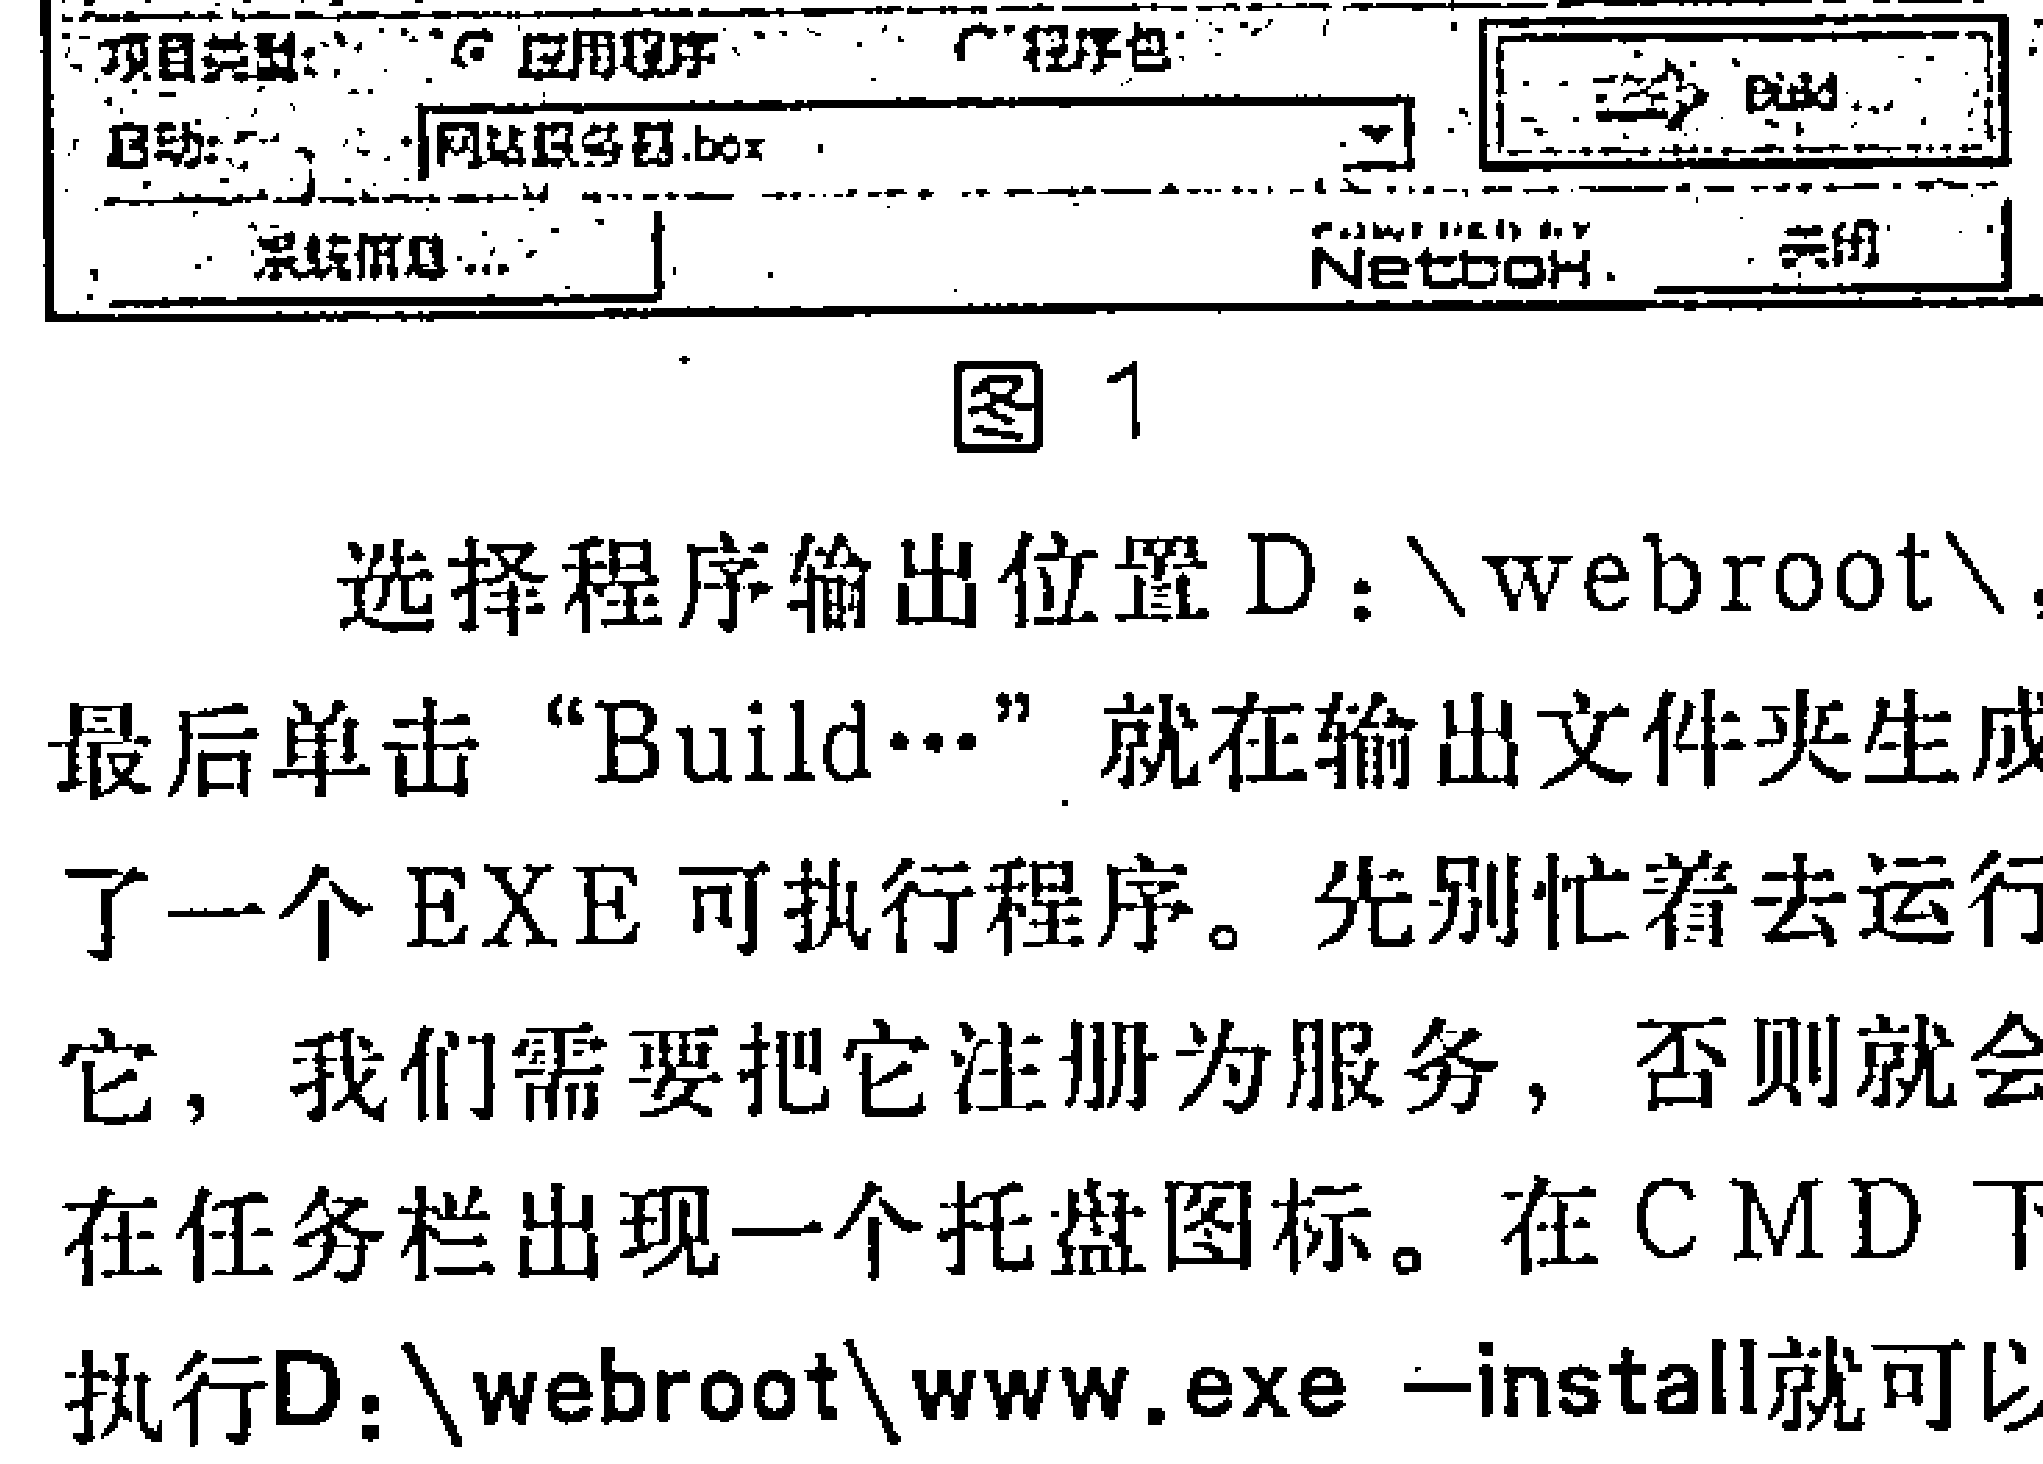 项目类型: 应用程序 程序包
Build...
启动: 网站服务器.box
系统信息...
Netbox 关闭
图 1
选择程序输出位置 D:\webroot\,
最后单击“Build…”就在输出文件夹生成
了一个 EXE 可执行程序。先别忙着去运行
它，我们需要把它注册为服务，否则就会
在任务栏出现一个托盘图标。在 CMD 下
执行D:\webroot\www.exe －install就可以